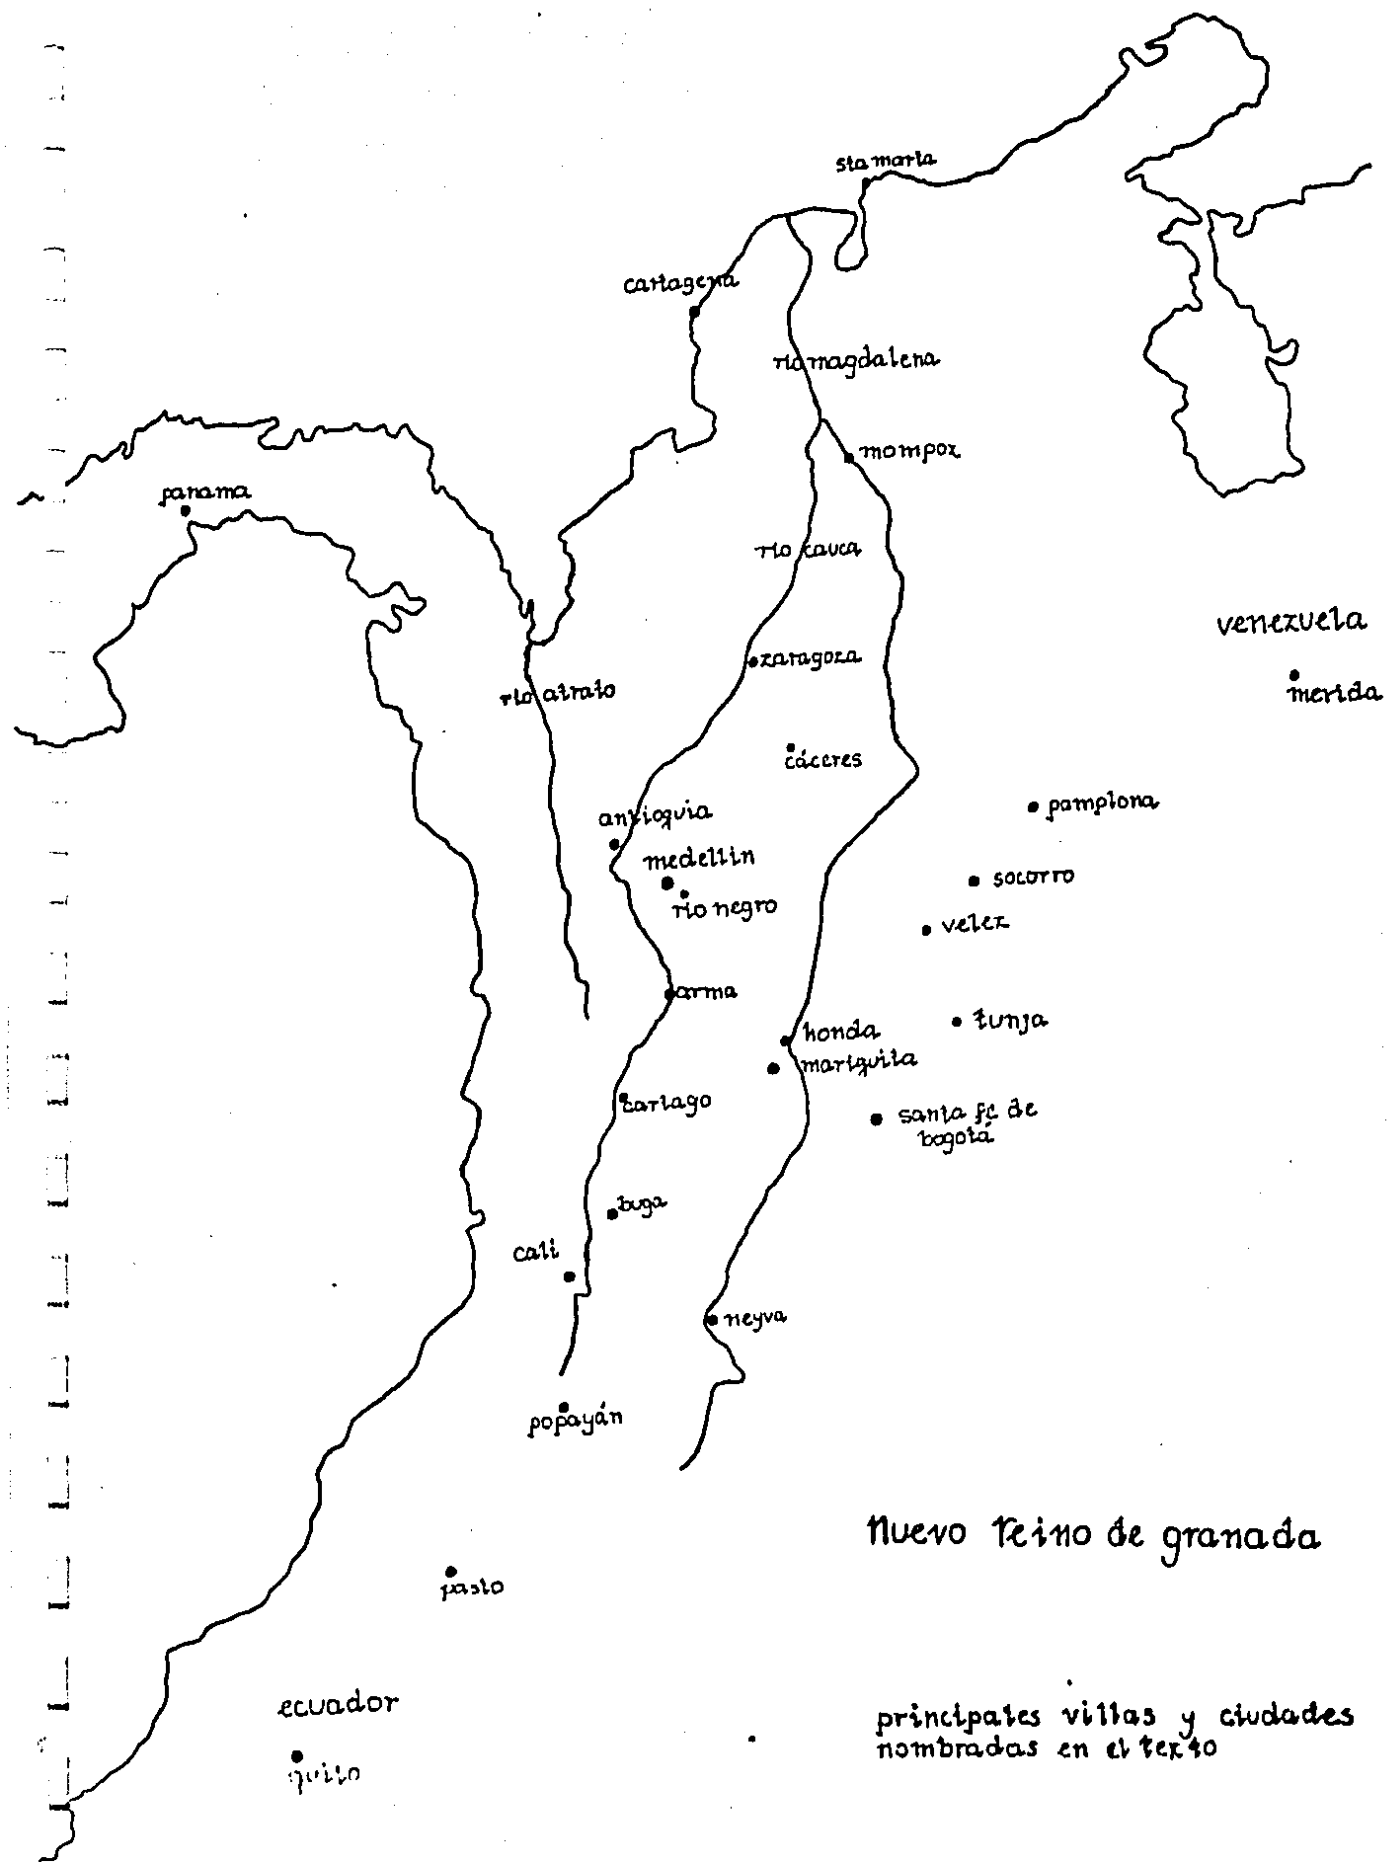 sta marta
cartagena
rio magdalena
mompox
panama
rio cauca
venezuela
zaragoza
merida
rio atrato
cáceres
pamplona
antioquia
medellin
socorro
rio negro
velez
arma
tunja
honda
mariquita
cartago
santa fe de
bogotá
buga
cali
neyva
popayán
nuevo reino de granada
pasto
ecuador
principales villas y ciudades
nombradas en el texto
quito